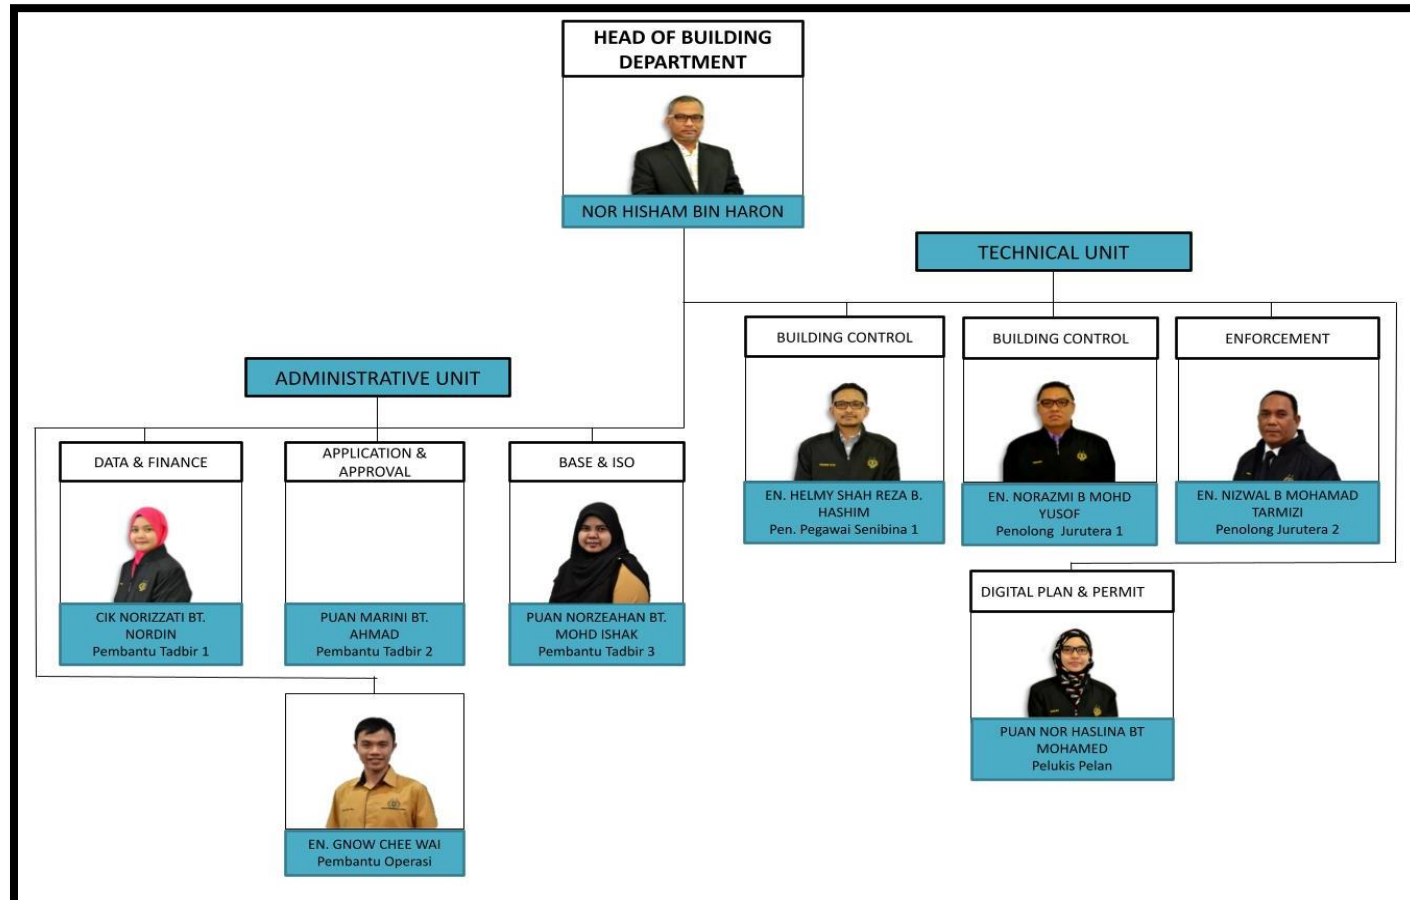 HEAD OF BUILDING
DEPARTMENT
NOR HISHAM BIN HARON
TECHNICAL UNIT
BUILDING CONTROL
BUILDING CONTROL
ENFORCEMENT
EN. HELMY SHAH REZA B.
HASHIM
Pen. Pegawai Senibina 1
EN. NORAZMI B MOHD
YUSOF
Penolong Jurutera 1
EN. NIZWAL B MOHAMAD
TARMIZI
Penolong Jurutera 2
DIGITAL PLAN & PERMIT
PUAN NOR HASLINA BT
MOHAMED
Pelukis Pelan
ADMINISTRATIVE UNIT
DATA & FINANCE
APPLICATION &
APPROVAL
BASE & ISO
CIK NORIZZATI BT.
NORDIN
Pembantu Tadbir 1
PUAN MARINI BT.
AHMAD
Pembantu Tadbir 2
PUAN NORZEAHAN BT.
MOHD ISHAK
Pembantu Tadbir 3
EN. GNOW CHEE WAI
Pembantu Operasi